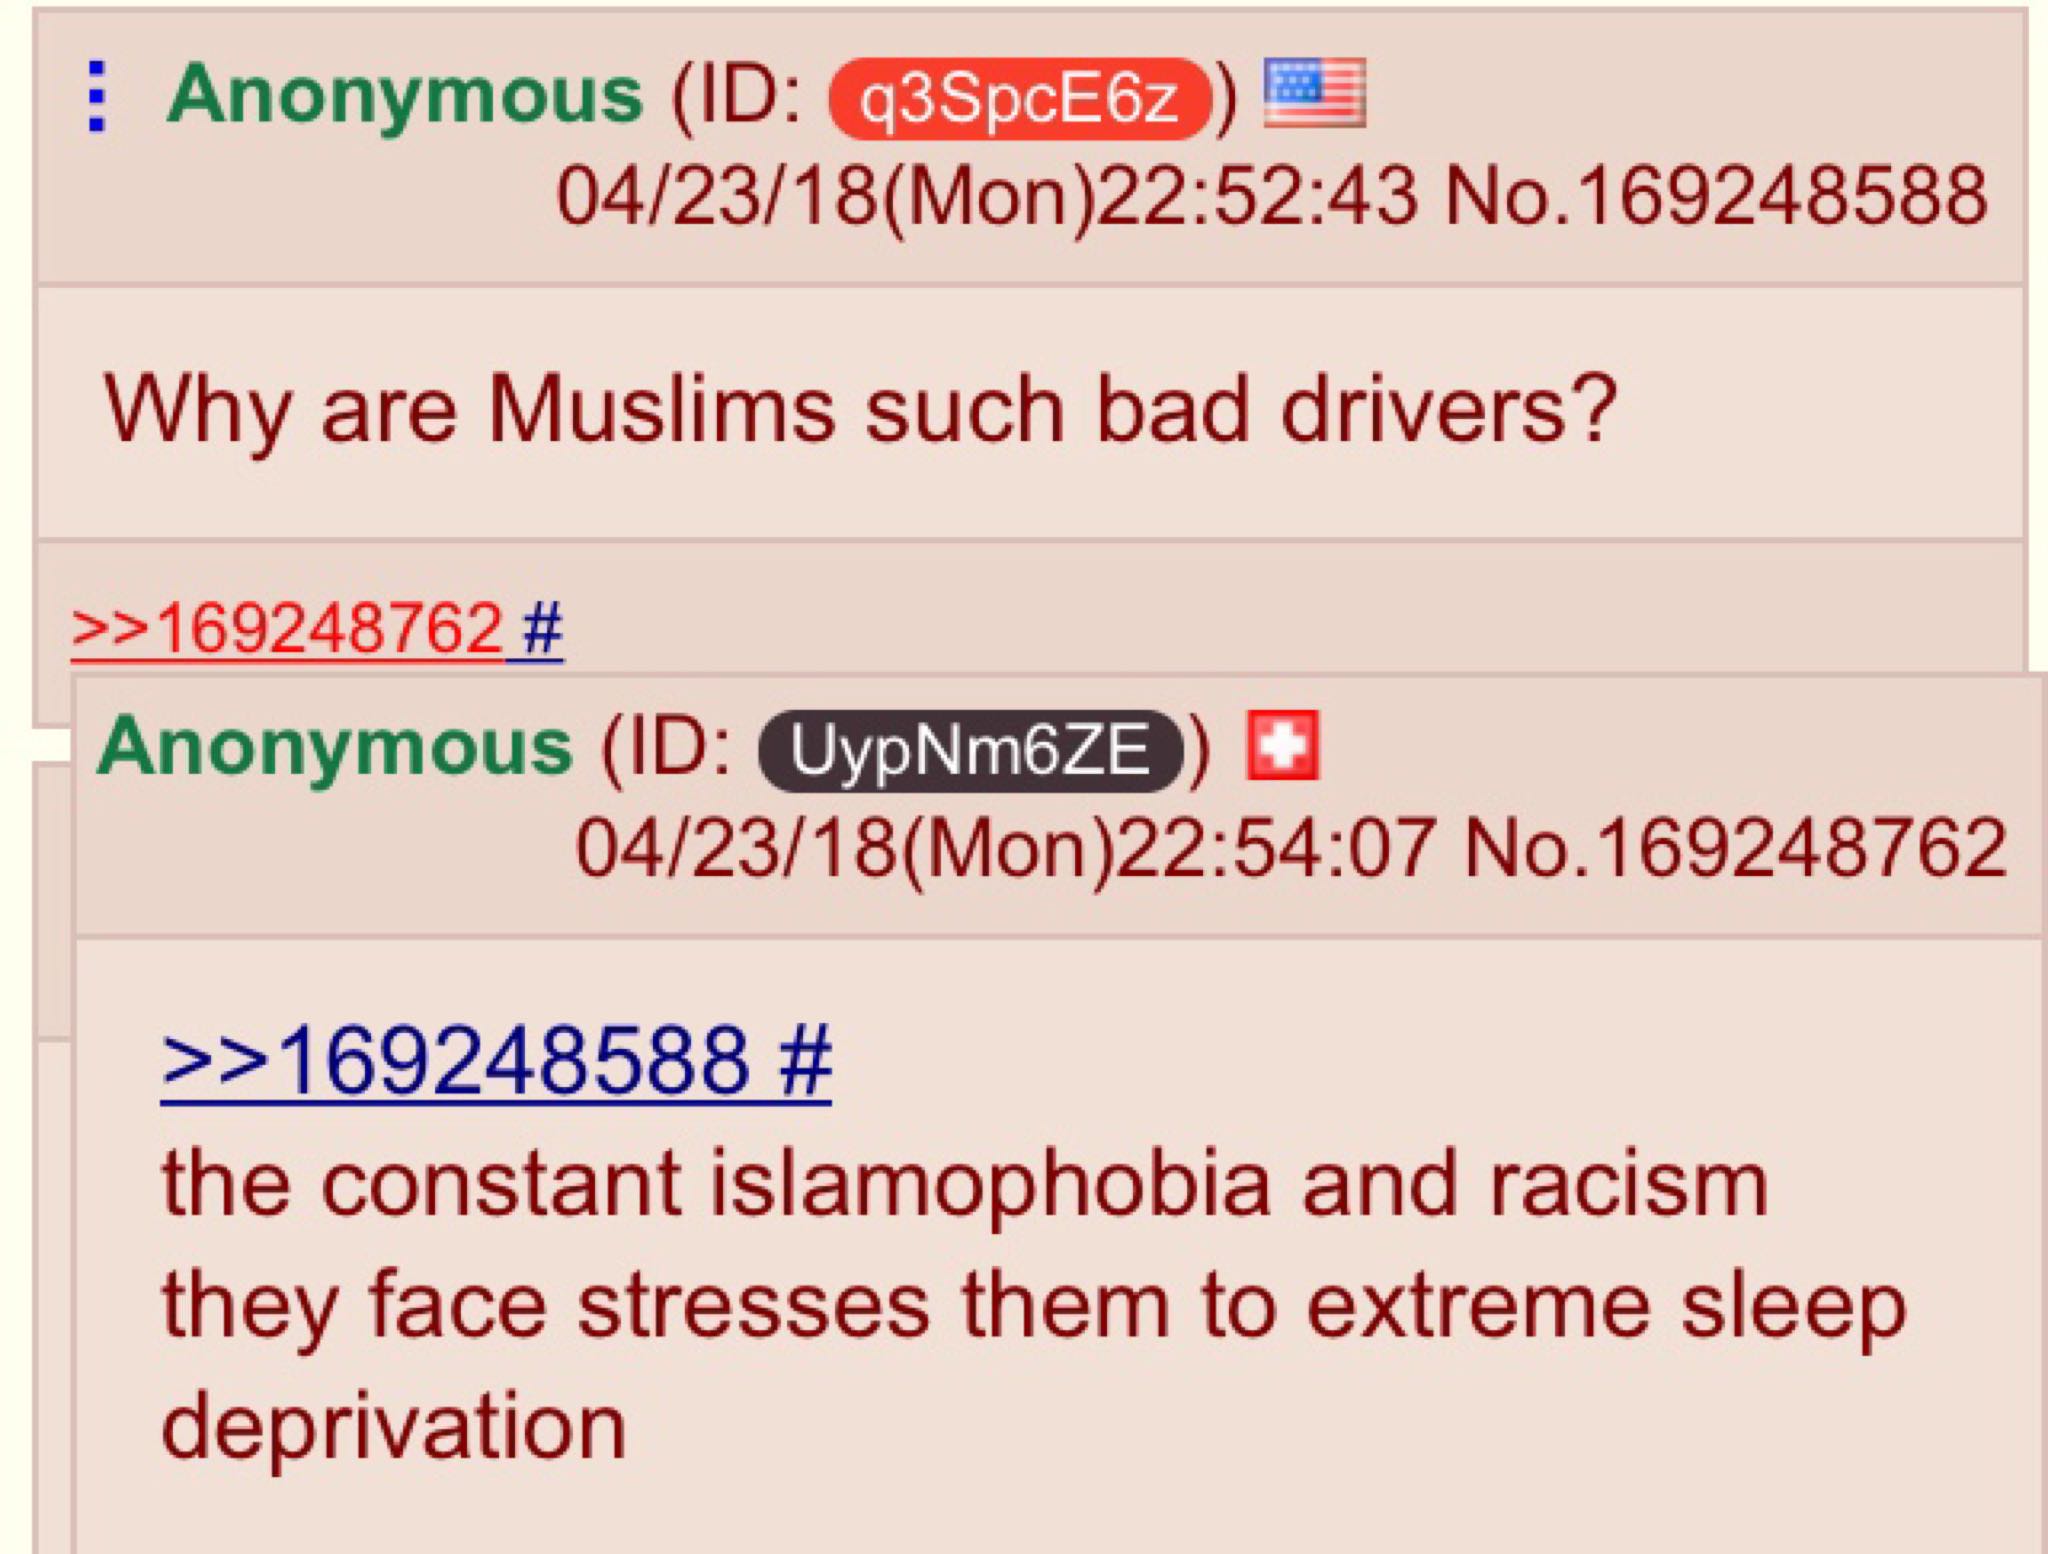 Anonymous (ID: q3SpcE6z)
04/23/18(Mon)22:52:43 No.169248588
Why are Muslims such bad drivers?
>>169248762 #
Anonymous (ID: UypNm6ZE)
04/23/18(Mon)22:54:07 No.169248762
>>169248588 #
the constant islamophobia and racism
they face stresses them to extreme sleep
deprivation